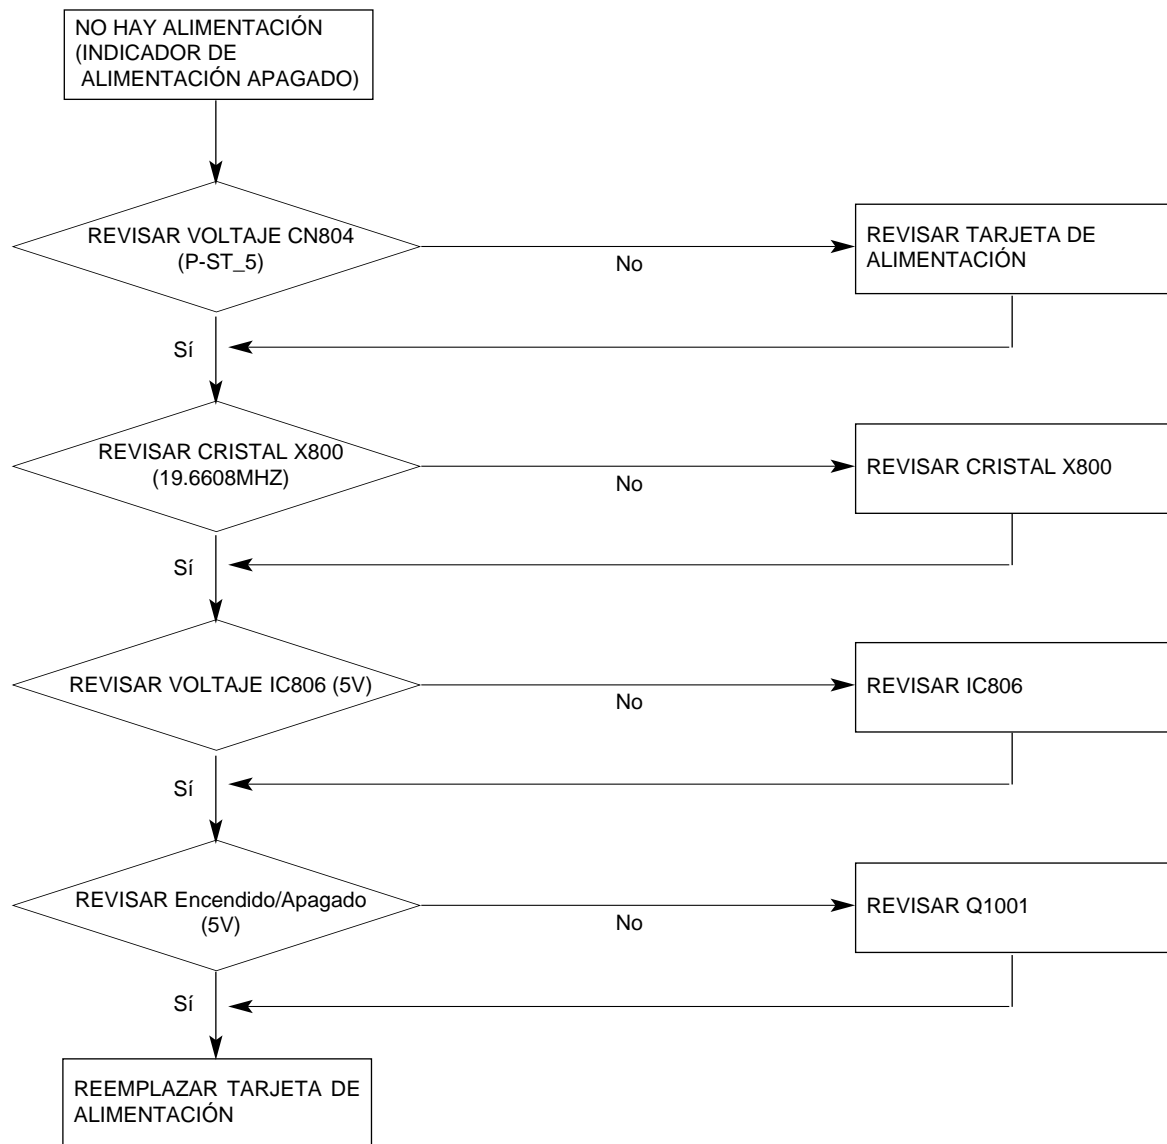 NO HAY ALIMENTACIÓN
(INDICADOR DE
ALIMENTACIÓN APAGADO)
REVISAR VOLTAJE CN804
(P-ST_5)
No
REVISAR TARJETA DE
ALIMENTACIÓN
Sí
REVISAR CRISTAL X800
(19.6608MHZ)
No
REVISAR CRISTAL X800
Sí
REVISAR VOLTAJE IC806 (5V)
No
REVISAR IC806
Sí
REVISAR Encendido/Apagado
(5V)
No
REVISAR Q1001
Sí
REEMPLAZAR TARJETA DE
ALIMENTACIÓN